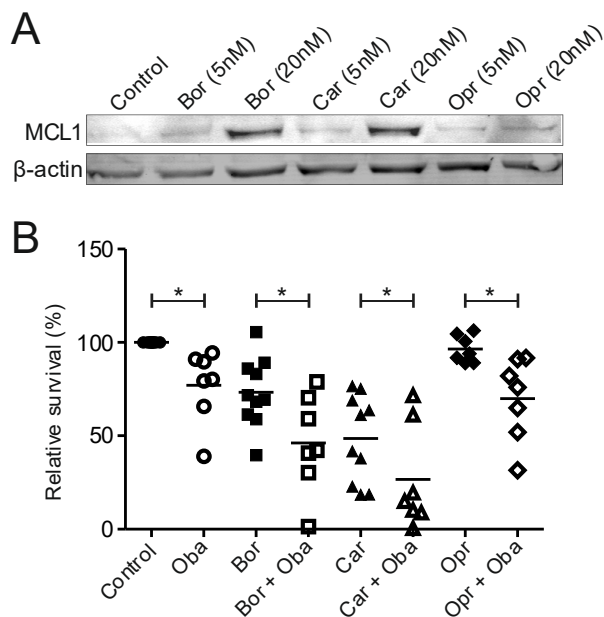 A
Control
Bor (5nM)
Bor (20nM)
Car (5nM)
Car (20nM)
Opr (5nM)
Opr (20nM)
MCL1
β-actin
B
Relative survival (%)
150
100
50
0
*
*
*
*
Control
Oba
Bor
Bor + Oba
Car
Car + Oba
Opr
Opr + Oba